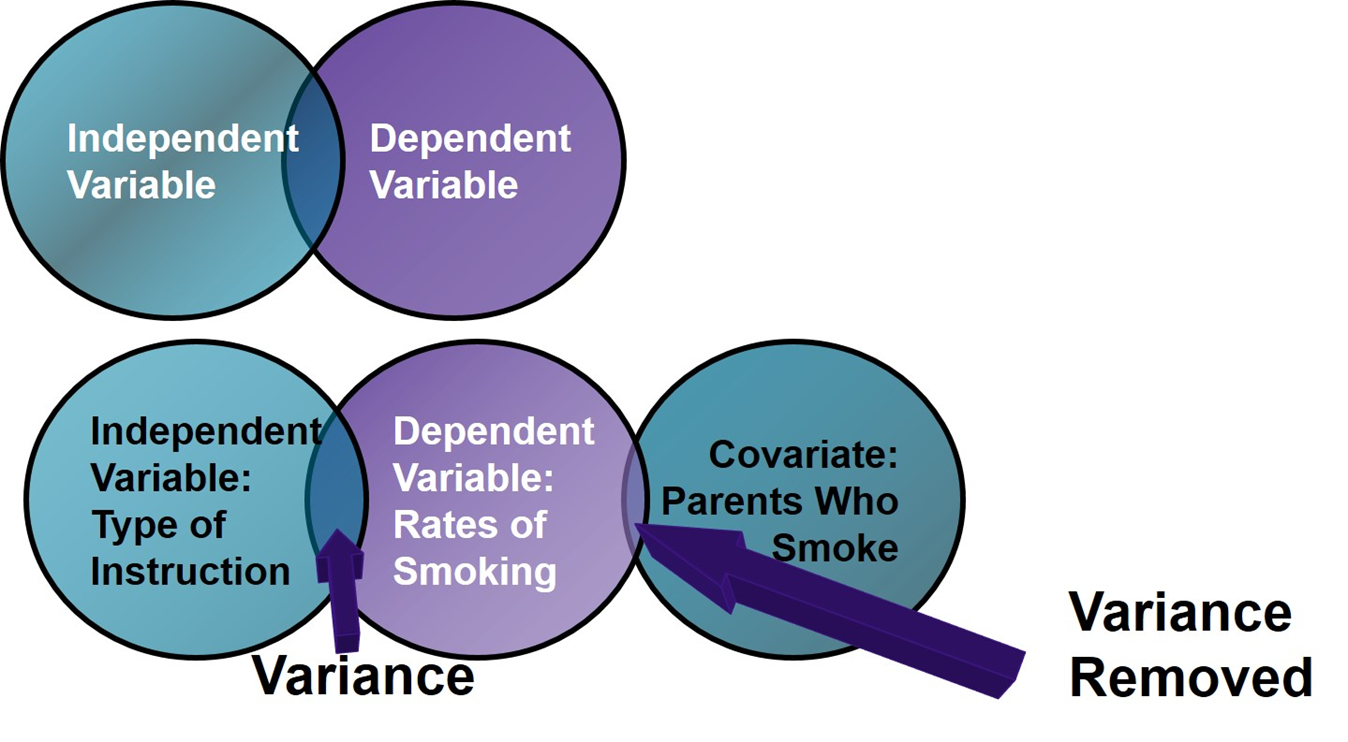 Independent
Variable
Dependent
Variable
Independent
Variable:
Type of
Instruction
Dependent
Variable:
Rates of
Smoking
Covariate:
Parents Who
Smoke
Variance
Variance
Removed